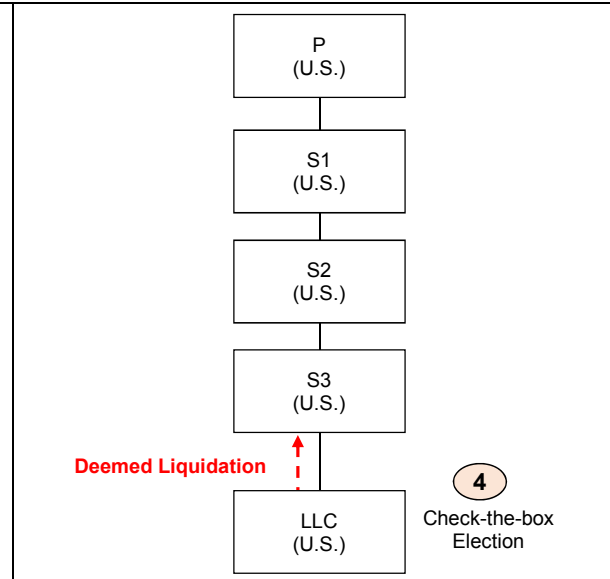 P
(U.S.)
S1
(U.S.)
S2
(U.S.)
S3
(U.S.)
Deemed Liquidation
4
LLC
(U.S.)
Check-the-box
Election